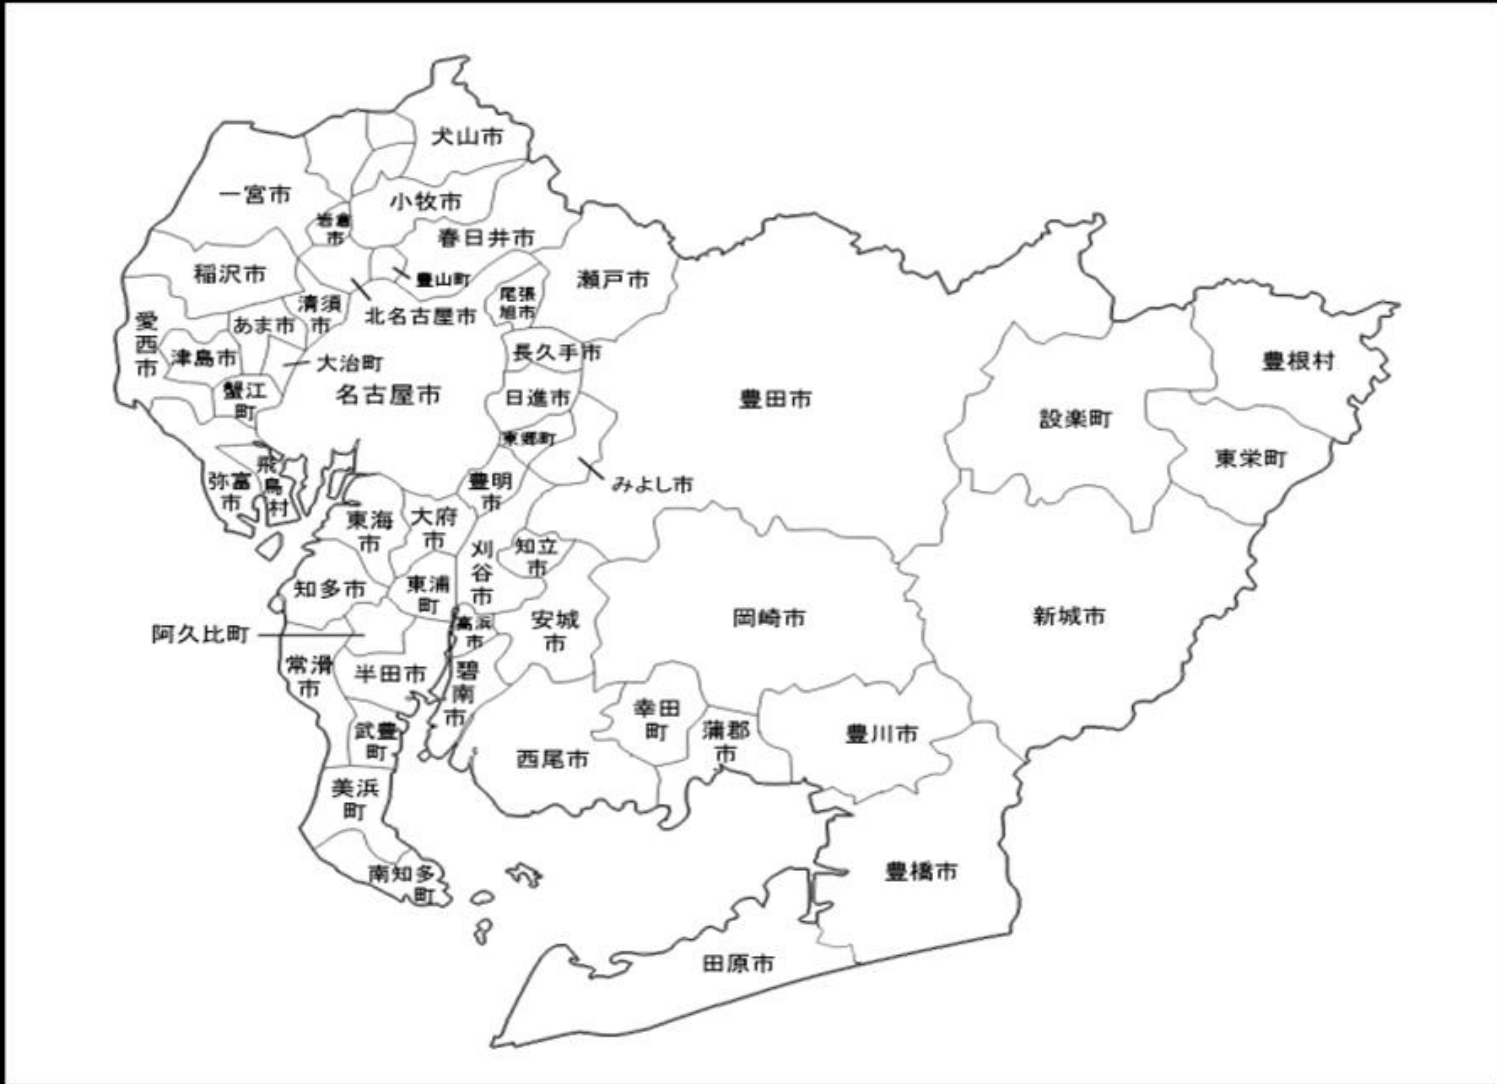 犬山市
一宮市
小牧市
岩倉
市
春日井市
稲沢市
豊山町
瀬戸市
尾張
旭市
清須
市
北名古屋市
あま市
愛
西
市
津島市
大治町
長久手市
豊根村
蟹江
町
名古屋市
日進市
豊田市
設楽町
東郷町
東栄町
飛
島
村
弥富
市
豊明
市
みよし市
東海
市
大府
市
刈
谷
市
知立
市
知多市
東浦
町
阿久比町
高浜
市
安城
市
岡崎市
新城市
常滑
市
半田市
碧
南
市
武豊
町
幸田
町
蒲郡
市
豊川市
西尾市
美浜
町
南知多
町
豊橋市
田原市